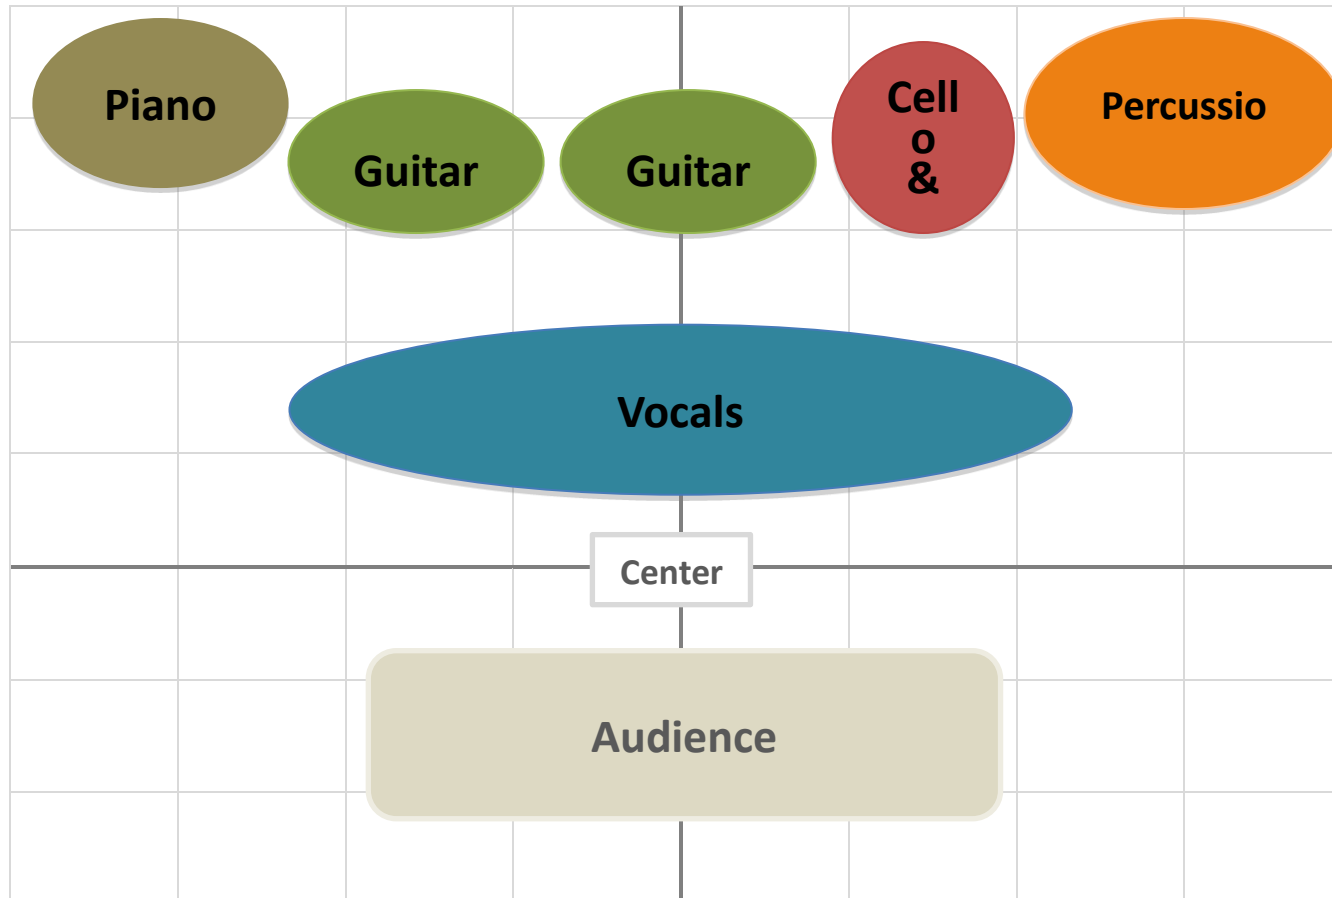 Piano
Guitar
Guitar
Cell
o
&
Percussio
Vocals
Center
Audience